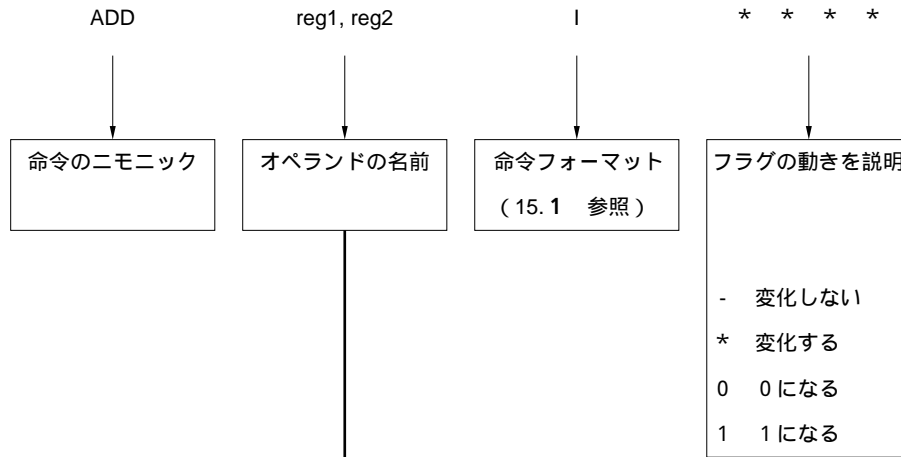 ADD reg1, reg2 I * * * *
命令のニモニック オペランドの名前 命令フォーマット フラグの動きを説明
(15.1 参照)
- 変化しない
* 変化する
0 0になる
1 1になる